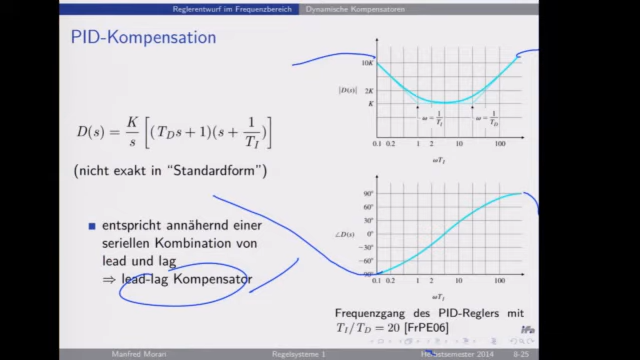 Reglerentwurf im Frequenzbereich Dynamische Kompensatoren
PID-Kompensation
D(s) = K/s [(T_D s + 1)(s + 1/T_I)]
(nicht exakt in "Standardform")
entspricht annähernd einer
seriellen Kombination von
lead und lag
⇒ lead-lag Kompensator
10K
|D(s)|
2K
K
ω = 1/T_I
ω = 1/T_D
0.1 0.2 1 2 10 20 100
ωT_I
90°
60°
30°
∠D(s) 0°
−30°
−60°
−90°
0.1 0.2 1 2 10 20 100
ωT_I
Frequenzgang des PID-Reglers mit
T_I/T_D = 20 [FrPE06]
Manfred Morari Regelsysteme 1 Herbstsemester 2014 8-25